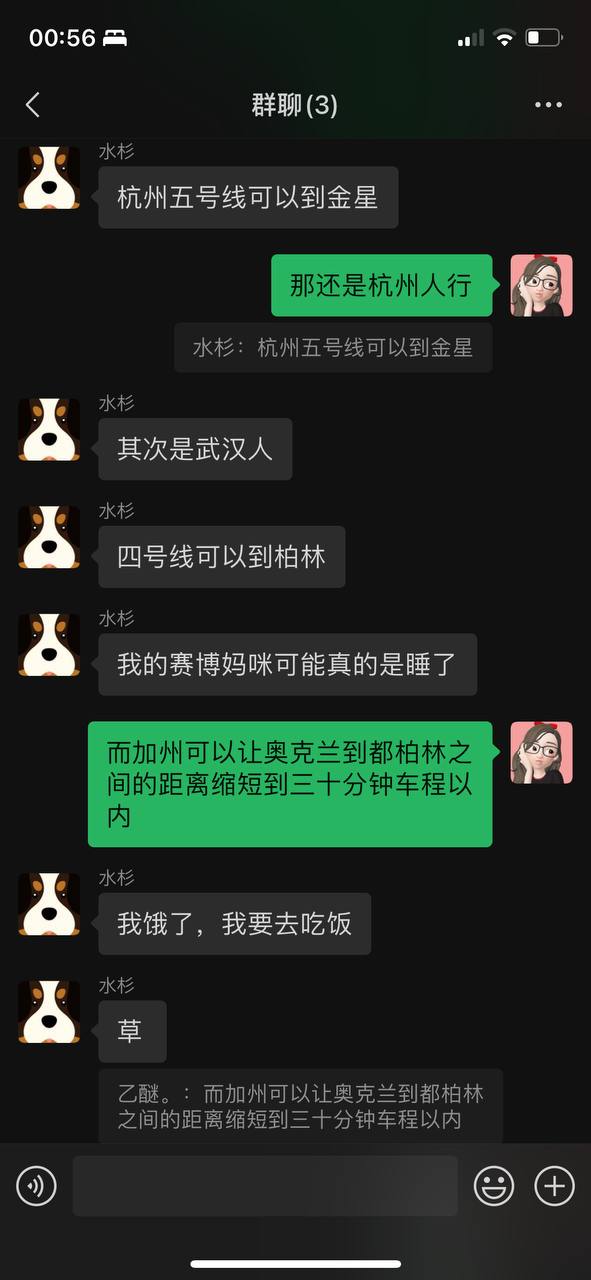 00:56
群聊(3)
水杉
杭州五号线可以到金星
那还是杭州人行
水杉：杭州五号线可以到金星
水杉
其次是武汉人
水杉
四号线可以到柏林
水杉
我的赛博妈咪可能真的是睡了
而加州可以让奥克兰到都柏林之
间的距离缩短到三十分钟车程以
内
水杉
我饿了，我要去吃饭
水杉
草
乙醚。：而加州可以让奥克兰到都柏林
之间的距离缩短到三十分钟车程以内